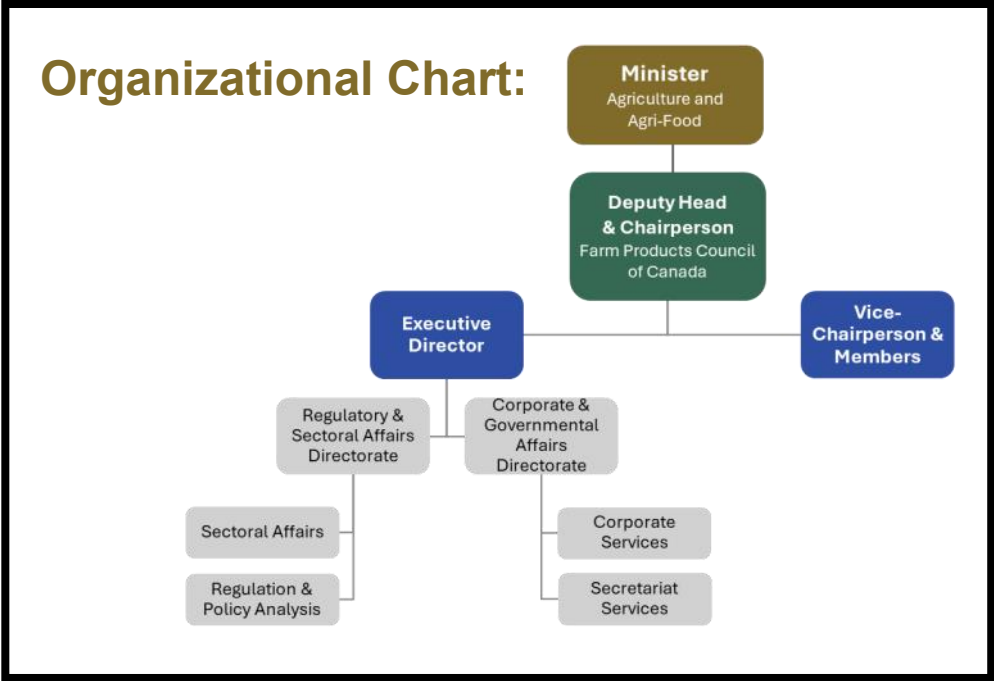 Organizational Chart:
Minister
Agriculture and
Agri-Food
Deputy Head
& Chairperson
Farm Products Council
of Canada
Executive
Director
Vice-
Chairperson &
Members
Regulatory &
Sectoral Affairs
Directorate
Corporate &
Governmental
Affairs
Directorate
Sectoral Affairs
Regulation &
Policy Analysis
Corporate
Services
Secretariat
Services